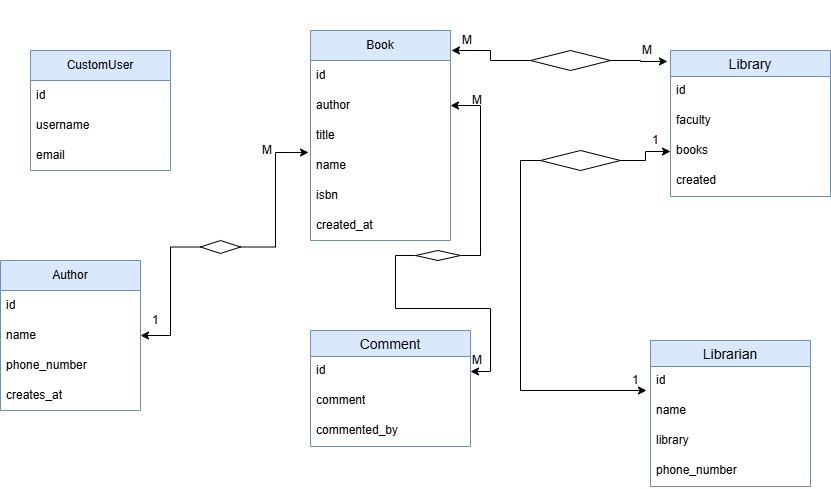 CustomUser
id
username
email
Book
id
author
title
name
isbn
created_at
Library
id
faculty
books
created
Author
id
name
phone_number
creates_at
Comment
id
comment
commented_by
Librarian
id
name
library
phone_number
M
M
M
M
1
1
M
1